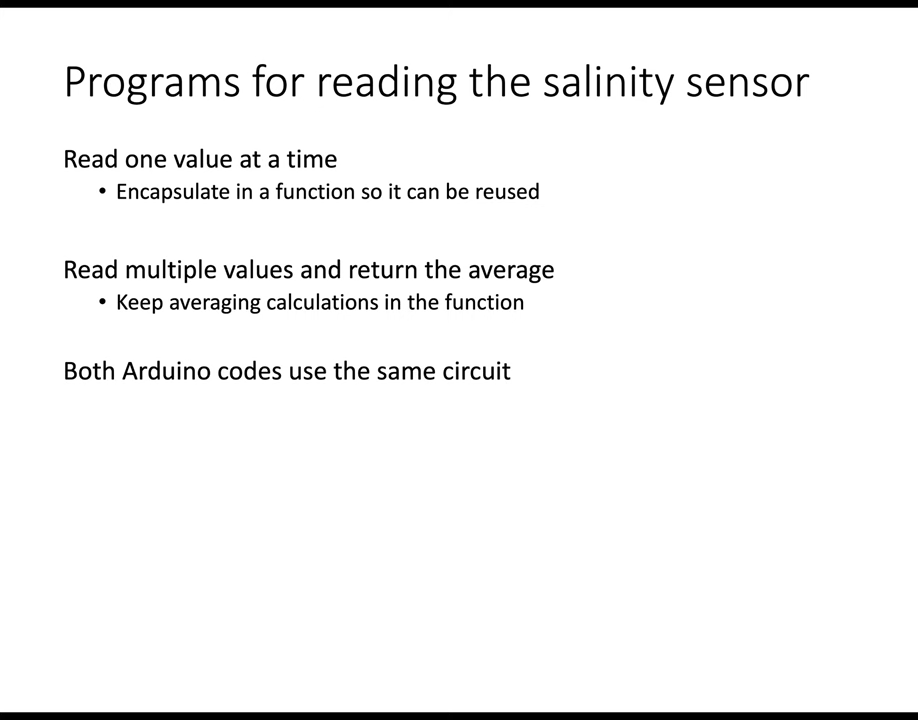 Programs for reading the salinity sensor
Read one value at a time
• Encapsulate in a function so it can be reused
Read multiple values and return the average
• Keep averaging calculations in the function
Both Arduino codes use the same circuit